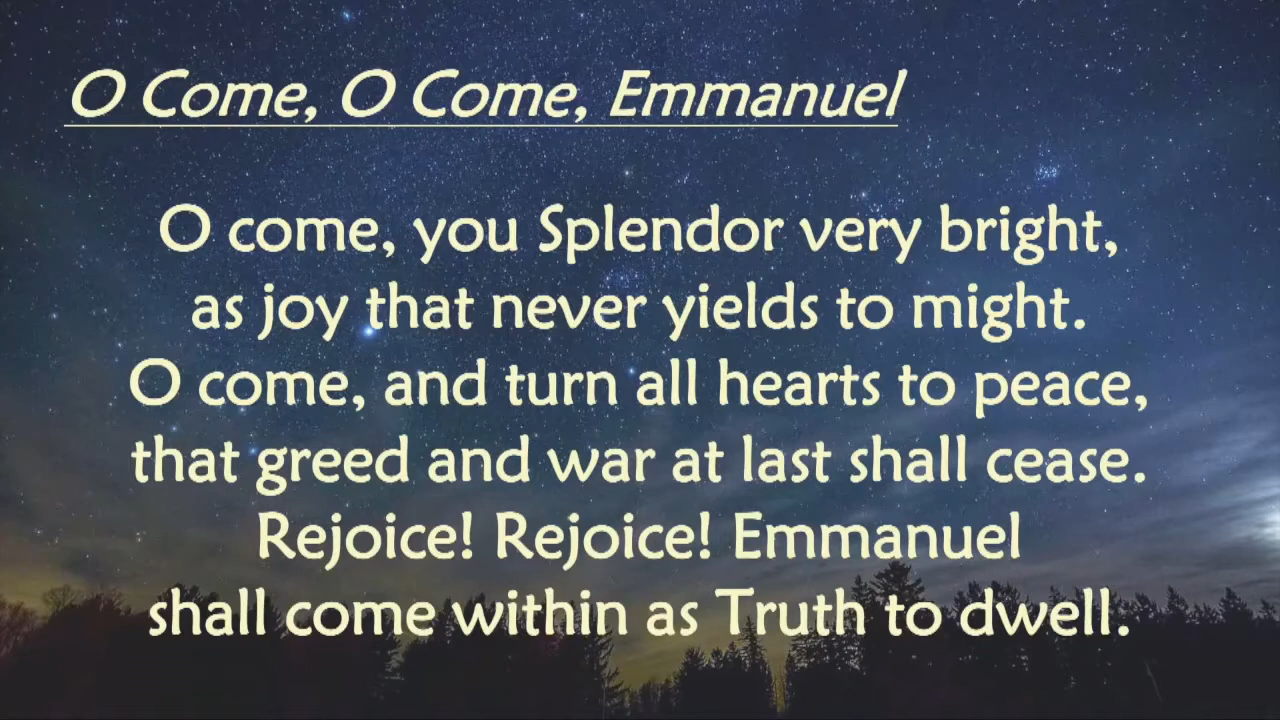 O Come, O Come, Emmanuel
O come, you Splendor very bright,
as joy that never yields to might.
O come, and turn all hearts to peace,
that greed and war at last shall cease.
Rejoice! Rejoice! Emmanuel
shall come within as Truth to dwell.